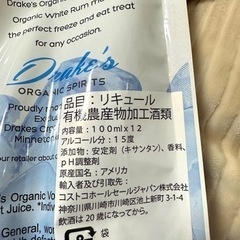 Drake's Organic
Organic White Rum ma
the perfect freeze and eat treat
for any occasion.
Drake's
ORGANIC SPIRITS
Proudly ma
Exclu
Drakes Or
Minneto
our retailer about
品目：リキュール
有機農産物加工酒類
内容量：100ml×12
アルコール分：15度
添加物：安定剤(キサタン)、香料、
pH調整剤
原産国名：アメリカ
輸入者及び引取先：
コストコホールセールジャパン株式会社
神奈川県川崎市川崎区池上新町3-1-4
飲酒は20歳になってから。
袋
s Organic Vo
t Juice. *Indiv